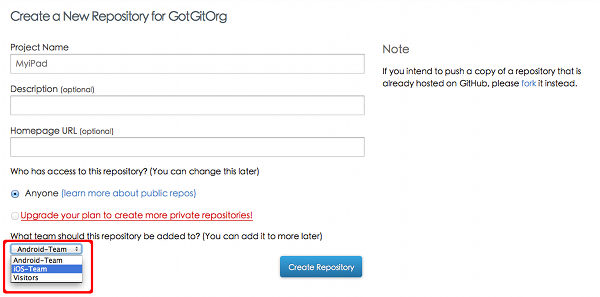 Create a New Repository for GotGitOrg
Project Name
MyiPad
Description (optional)
Homepage URL (optional)
Who has access to this repository? (You can change this later)
Anyone (learn more about public repos)
Upgrade your plan to create more private repositories!
What team should this repository be added to? (You can add it to more later)
Android-Team
Android-Team
iOS-Team
Visitors
Create Repository
Note
If you intend to push a copy of a repository that is
already hosted on GitHub, please fork it instead.